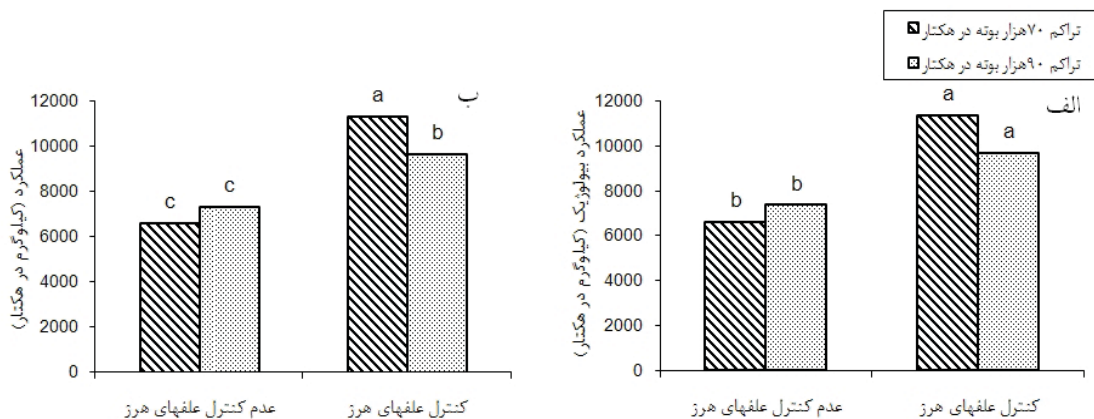 تراکم ۷۰هزار بوته در هکتار
تراکم ۹۰هزار بوته در هکتار
الف
عملکرد بیولوژیک (کیلوگرم در هکتار)
12000
10000
8000
6000
4000
2000
0
b
b
a
a
عدم کنترل علفهای هرز
کنترل علفهای هرز
ب
عملکرد (کیلوگرم در هکتار)
12000
10000
8000
6000
4000
2000
0
c
c
a
b
عدم کنترل علفهای هرز
کنترل علفهای هرز